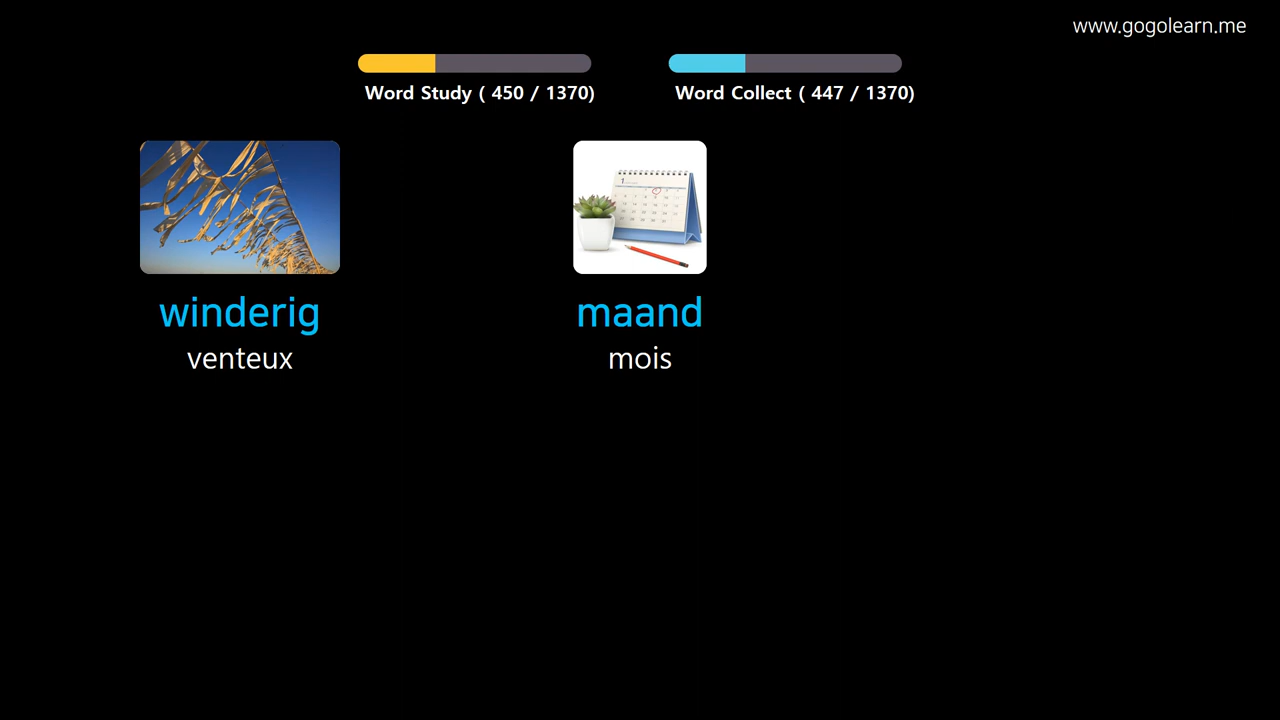 www.gogolearn.me
Word Study ( 450 / 1370)
Word Collect ( 447 / 1370)
winderig
venteux
maand
mois